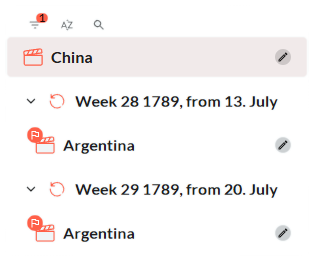 1
AZ
China
Week 28 1789, from 13. July
Argentina
Week 29 1789, from 20. July
Argentina